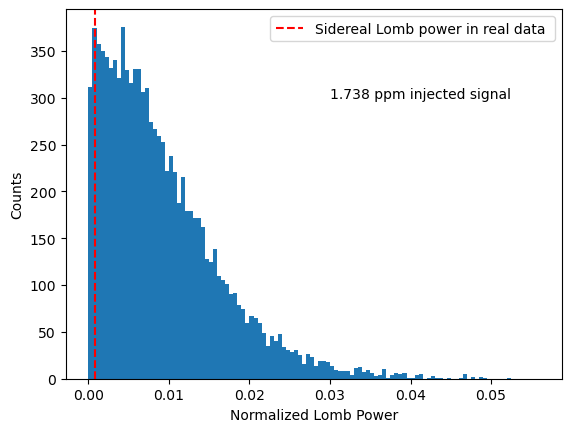 Sidereal Lomb power in real data
1.738 ppm injected signal
Counts
350
300
250
200
150
100
50
0
0.00 0.01 0.02 0.03 0.04 0.05
Normalized Lomb Power